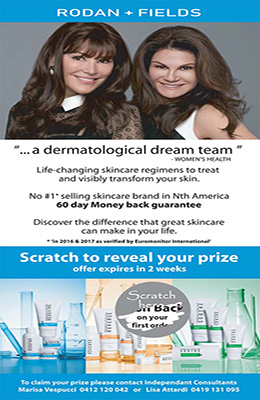 RODAN + FIELDS
"...a dermatological dream team"
- WOMEN'S HEALTH
Life-changing skincare regimens to treat
and visibly transform your skin.
No #1* selling skincare brand in Nth America
60 day Money back guarantee
Discover the difference that great skincare
can make in your life.
* 'in 2016 & 2017 as verified by Euromonitor International'
Scratch to reveal your prize
offer expires in 2 weeks
Scratch
on Back
on your
first order
To claim your prize please contact Independant Consultants
Marisa Vespucci 0412 120 042 or Lisa Attardi 0419 131 095